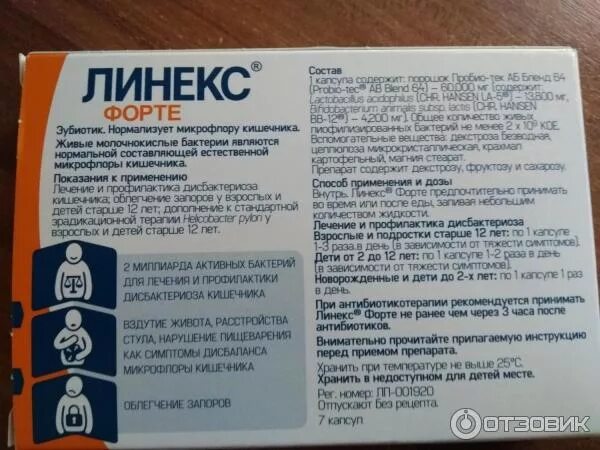 ЛИНЕКС®
ФОРТЕ
Эубиотик. Нормализует микрофлору кишечника.
Живые молочнокислые бактерии являются
нормальной составляющей естественной
микрофлоры кишечника.
Показания к применению
Лечение и профилактика дисбактериоза
кишечника; облегчение запоров у взрослых и
детей старше 12 лет; дополнение к стандартной
эрадикационной терапии Helicobacter pylori у
взрослых и детей старше 12 лет.
2 МИЛЛИАРДА АКТИВНЫХ БАКТЕРИЙ
ДЛЯ ЛЕЧЕНИЯ И ПРОФИЛАКТИКИ
ДИСБАКТЕРИОЗА КИШЕЧНИКА
ВЗДУТИЕ ЖИВОТА, РАССТРОЙСТВА
СТУЛА, НАРУШЕНИЕ ПИЩЕВАРЕНИЯ
КАК СИМПТОМЫ ДИСБАЛАНСА
МИКРОФЛОРЫ КИШЕЧНИКА
ОБЛЕГЧЕНИЕ ЗАПОРОВ
Состав
1 капсула содержит: порошок Пробио-тек АБ Бленд 64
(Probio-tec® AB Blend 64) – 60,000 мг (содержит:
Lactobacillus acidophilus (CHR. HANSEN LA-5®) – 13,800 мг,
Bifidobacterium animalis subsp. lactis (CHR. HANSEN
BB-12®) – 4,200 мг). Общее количество живых
лиофилизированных бактерий не менее 2 x 10⁹ КОЕ.
Вспомогательные вещества: декстроза безводная,
целлюлоза микрокристаллическая, крахмал
картофельный, магния стеарат.
Препарат содержит декстрозу, фруктозу и сахарозу.
Способ применения и дозы
Внутрь. Линекс® Форте предпочтительно принимать
во время или после еды, запивая небольшим
количеством жидкости.
Лечение и профилактика дисбактериоза
Взрослые и подростки старше 12 лет: по 1 капсуле
1-3 раза в день (в зависимости от тяжести симптомов).
Дети от 2 до 12 лет: по 1 капсуле 1-2 раза в день
(в зависимости от тяжести симптомов).
Новорожденные и дети до 2-х лет: по 1 капсуле 1 раз
в день.
При антибиотикотерапии рекомендуется принимать
Линекс® Форте не ранее чем через 3 часа после
антибиотиков.
Внимательно прочитайте прилагаемую инструкцию
перед приемом препарата.
Хранить при температуре не выше 25°С.
Хранить в недоступном для детей месте.
Рег. номер: ЛП-001920
Отпускают без рецепта.
7 капсул
ОТЗОВИК